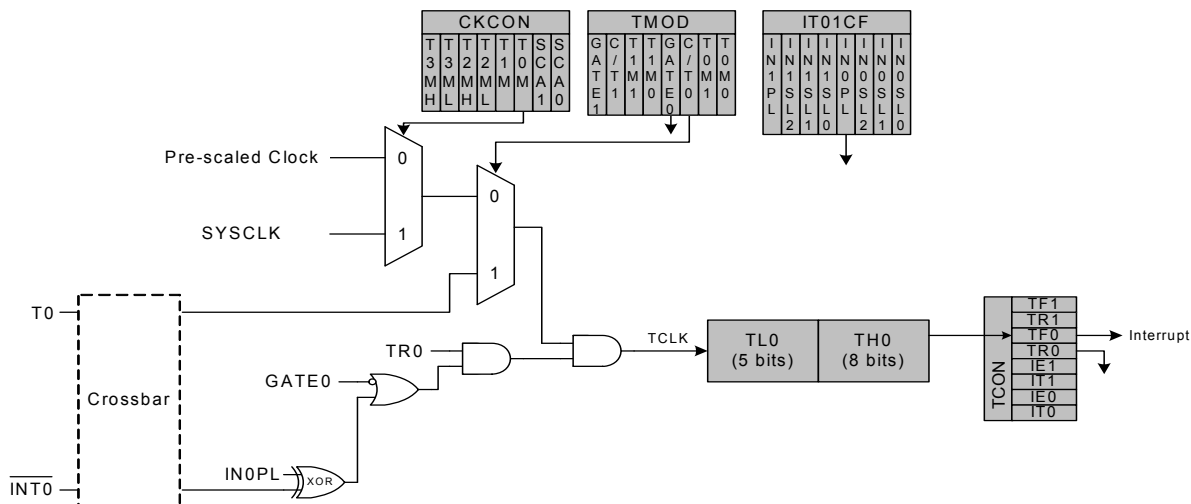 CKCON
T3MH T3ML T2MH T2ML T1M T0M SCA1 SCA0
TMOD
GATE1 C/T1 T1M1 T1M0 GATE0 C/T0 T0M1 T0M0
IT01CF
IN1PL IN1SL2 IN1SL1 IN1SL0 IN0PL IN0SL2 IN0SL1 IN0SL0
Pre-scaled Clock
0
SYSCLK
1
0
1
T0
Crossbar
INT0
TR0
GATE0
IN0PL
XOR
TCLK
TL0
(5 bits)
TH0
(8 bits)
TCON
TF1
TR1
TF0
TR0
IE1
IT1
IE0
IT0
Interrupt